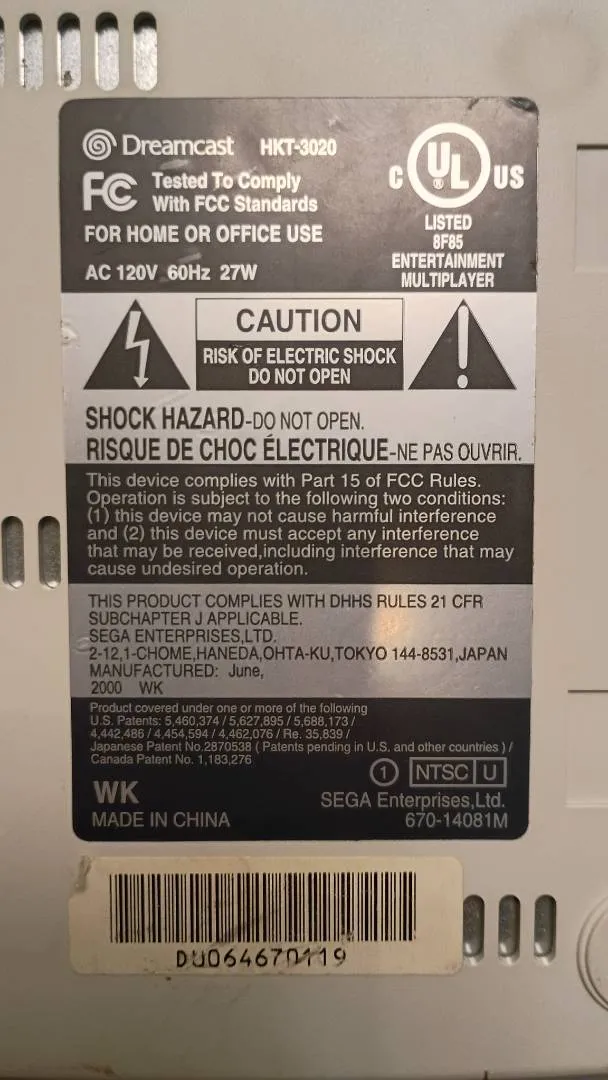 Dreamcast HKT-3020
FC Tested To Comply
With FCC Standards
FOR HOME OR OFFICE USE
AC 120V 60Hz 27W
C UL ® US
LISTED
8F85
ENTERTAINMENT
MULTIPLAYER
CAUTION
RISK OF ELECTRIC SHOCK
DO NOT OPEN
SHOCK HAZARD-DO NOT OPEN.
RISQUE DE CHOC ÉLECTRIQUE-NE PAS OUVRIR.
This device complies with Part 15 of FCC Rules.
Operation is subject to the following two conditions:
(1) this device may not cause harmful interference
and (2) this device must accept any interference
that may be received,including interference that may
cause undesired operation.
THIS PRODUCT COMPLIES WITH DHHS RULES 21 CFR
SUBCHAPTER J APPLICABLE.
SEGA ENTERPRISES,LTD.
2-12,1-CHOME,HANEDA,OHTA-KU,TOKYO 144-8531,JAPAN
MANUFACTURED: June,
2000 WK
Product covered under one or more of the following
U.S. Patents: 5,460,374 / 5,627,895 / 5,688,173 /
4,442,486 / 4,454,594 / 4,462,076 / Re. 35,839 /
Japanese Patent No.2870538 ( Patents pending in U.S. and other countries ) /
Canada Patent No. 1,183,276
1 NTSC U
WK
SEGA Enterprises,Ltd.
MADE IN CHINA
670-14081M
DU064670119